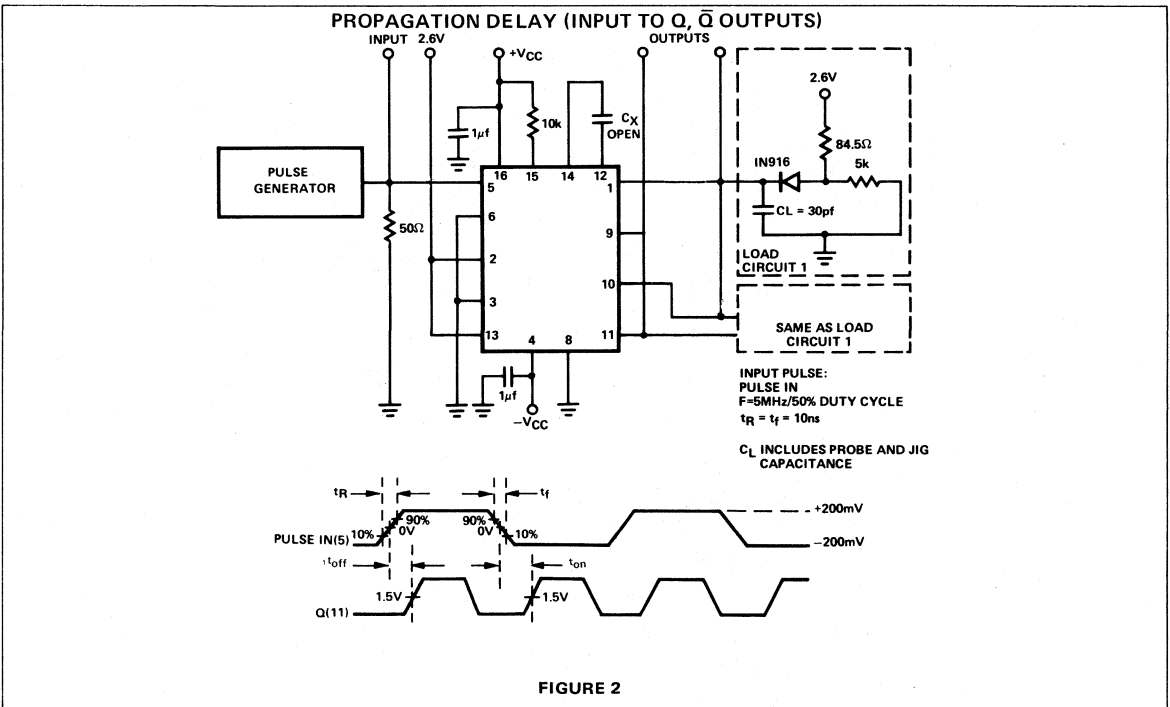 PROPAGATION DELAY (INPUT TO Q, Q̄ OUTPUTS)
INPUT 2.6V
OUTPUTS
+VCC
2.6V
1μf
10k
CX
OPEN
84.5Ω
5k
IN916
PULSE
GENERATOR
16 15 14 12
5
1
6
50Ω
CL = 30pf
9
2
LOAD
CIRCUIT 1
10
3
SAME AS LOAD
CIRCUIT 1
13
4
8
11
1μf
−VCC
INPUT PULSE:
PULSE IN
F=5MHz/50% DUTY CYCLE
tR = tf = 10ns
CL INCLUDES PROBE AND JIG
CAPACITANCE
tR
tf
+200mV
90%
90%
0V
0V
10%
10%
PULSE IN(5)
−200mV
toff
ton
1.5V
1.5V
Q(11)
FIGURE 2